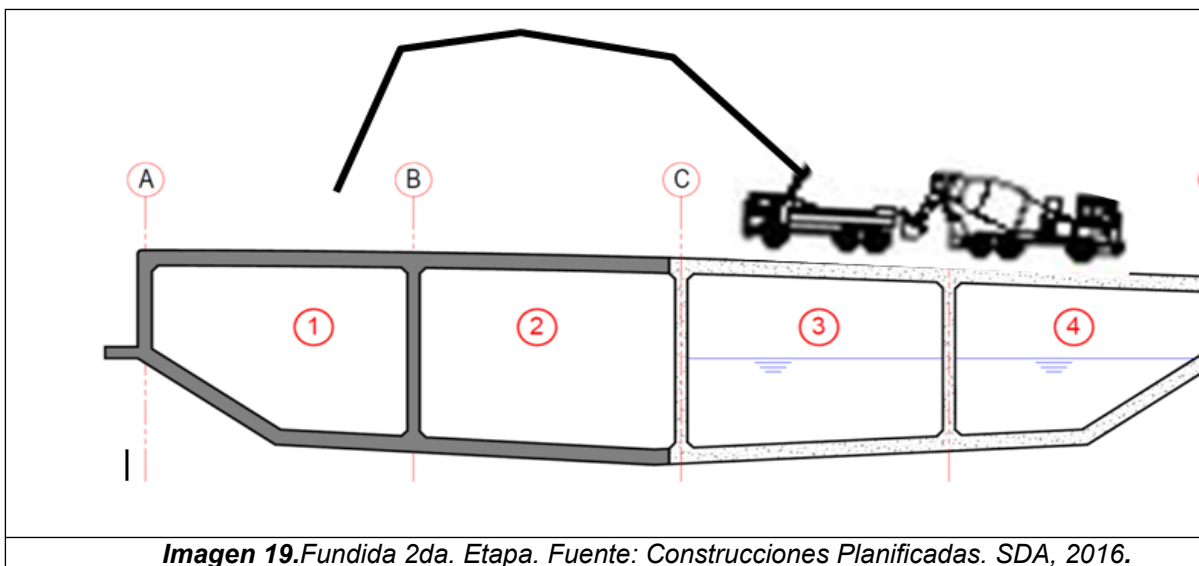 A
B
C
1
2
3
4
Imagen 19.Fundida 2da. Etapa. Fuente: Construcciones Planificadas. SDA, 2016.